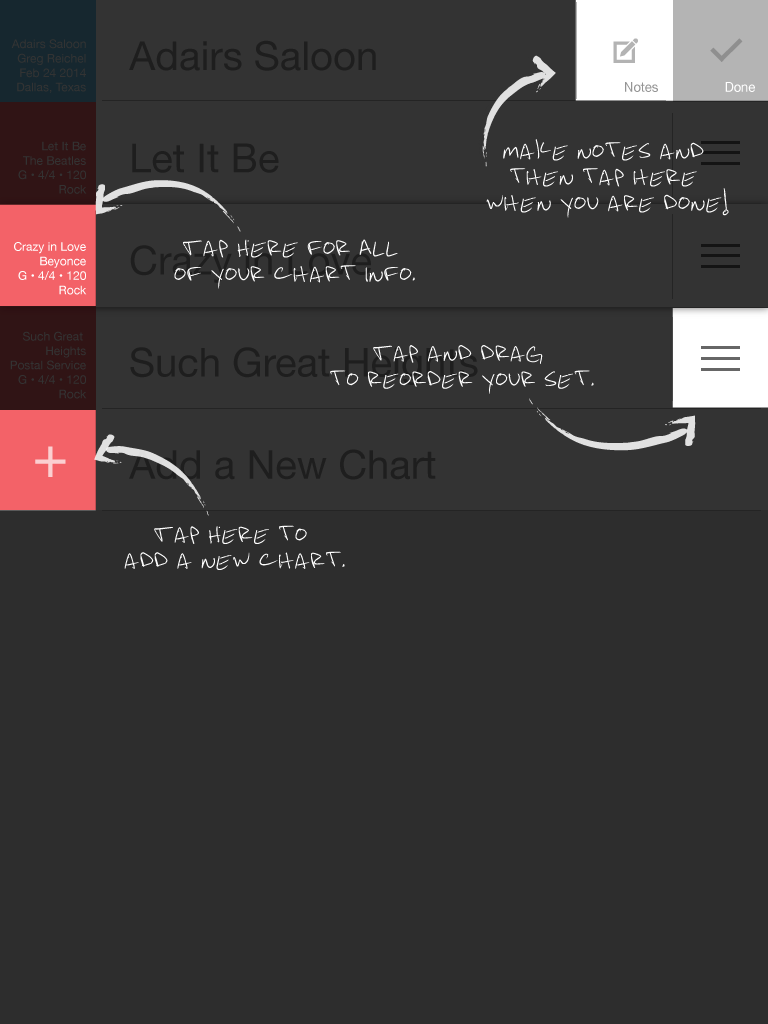 Adairs Saloon
Greg Reichel
Feb 24 2014
Dallas, Texas
Adairs Saloon
Notes
Done
Let It Be
The Beatles
G • 4/4 • 120
Rock
Let It Be
MAKE NOTES AND
THEN TAP HERE
WHEN YOU ARE DONE!
Crazy in Love
Beyonce
G • 4/4 • 120
Rock
Crazy in Love
TAP HERE FOR ALL
OF YOUR CHART INFO.
Such Great
Heights
Postal Service
G • 4/4 • 120
Rock
Such Great Heights
TAP AND DRAG
TO REORDER YOUR SET.
Add a New Chart
TAP HERE TO
ADD A NEW CHART.